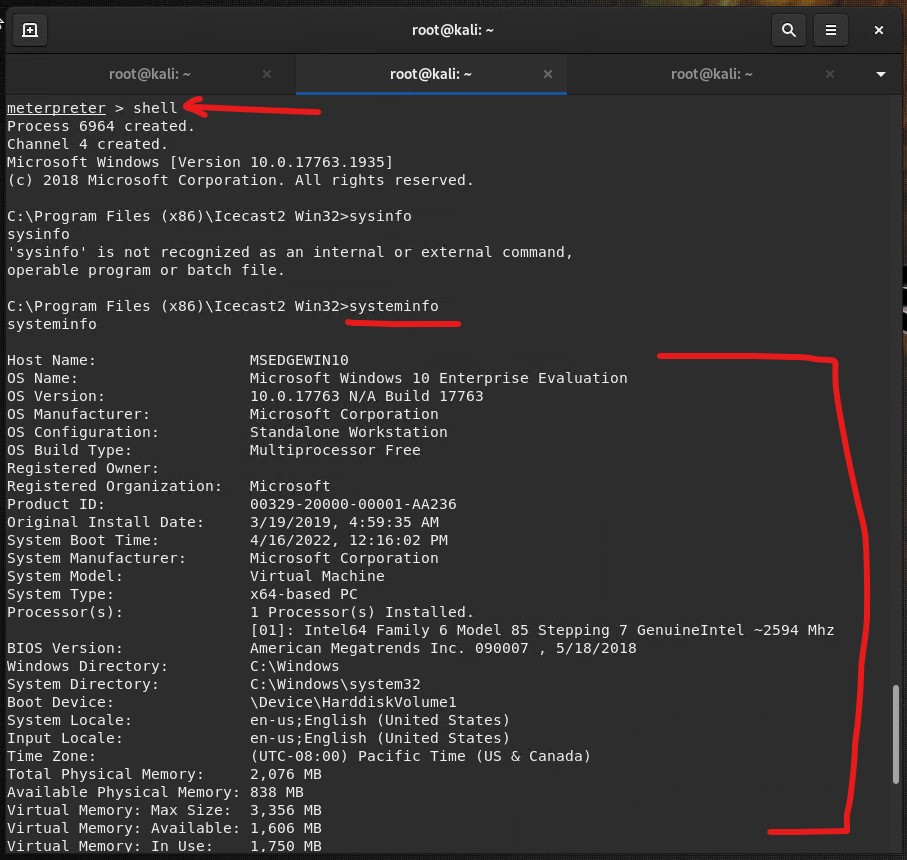 root@kali: ~
root@kali: ~ × root@kali: ~ × root@kali: ~ ×
meterpreter > shell
Process 6964 created.
Channel 4 created.
Microsoft Windows [Version 10.0.17763.1935]
(c) 2018 Microsoft Corporation. All rights reserved.
C:\Program Files (x86)\Icecast2 Win32>sysinfo
sysinfo
'sysinfo' is not recognized as an internal or external command,
operable program or batch file.
C:\Program Files (x86)\Icecast2 Win32>systeminfo
systeminfo
Host Name: MSEDGEWIN10
OS Name: Microsoft Windows 10 Enterprise Evaluation
OS Version: 10.0.17763 N/A Build 17763
OS Manufacturer: Microsoft Corporation
OS Configuration: Standalone Workstation
OS Build Type: Multiprocessor Free
Registered Owner:
Registered Organization: Microsoft
Product ID: 00329-20000-00001-AA236
Original Install Date: 3/19/2019, 4:59:35 AM
System Boot Time: 4/16/2022, 12:16:02 PM
System Manufacturer: Microsoft Corporation
System Model: Virtual Machine
System Type: x64-based PC
Processor(s): 1 Processor(s) Installed.
[01]: Intel64 Family 6 Model 85 Stepping 7 GenuineIntel ~2594 Mhz
BIOS Version: American Megatrends Inc. 090007 , 5/18/2018
Windows Directory: C:\Windows
System Directory: C:\Windows\system32
Boot Device: \Device\HarddiskVolume1
System Locale: en-us;English (United States)
Input Locale: en-us;English (United States)
Time Zone: (UTC-08:00) Pacific Time (US & Canada)
Total Physical Memory: 2,076 MB
Available Physical Memory: 838 MB
Virtual Memory: Max Size: 3,356 MB
Virtual Memory: Available: 1,606 MB
Virtual Memory: In Use: 1,750 MB